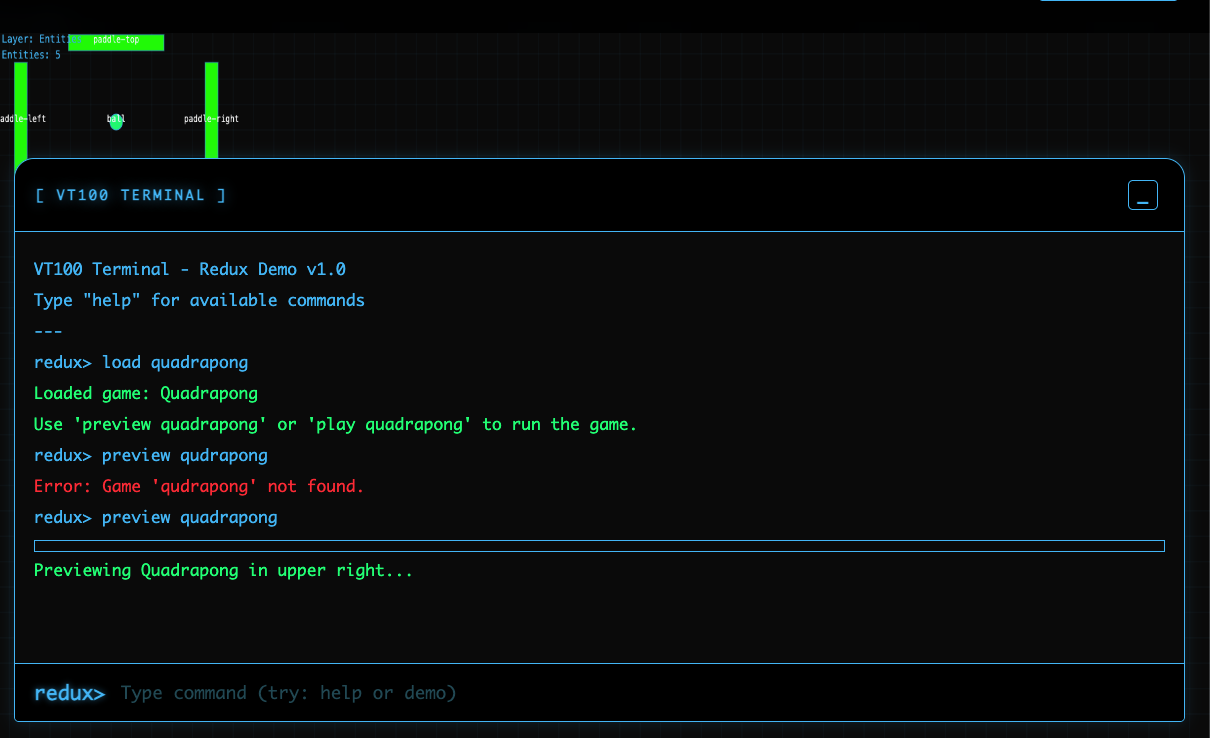 Layer: Entiti
paddle-top
Entities: 5
addle-left
ball
paddle-right
[ VT100 TERMINAL ]
_
VT100 Terminal - Redux Demo v1.0
Type "help" for available commands
---
redux> load quadrapong
Loaded game: Quadrapong
Use 'preview quadrapong' or 'play quadrapong' to run the game.
redux> preview qudrapong
Error: Game 'qudrapong' not found.
redux> preview quadrapong
Previewing Quadrapong in upper right...
redux> Type command (try: help or demo)